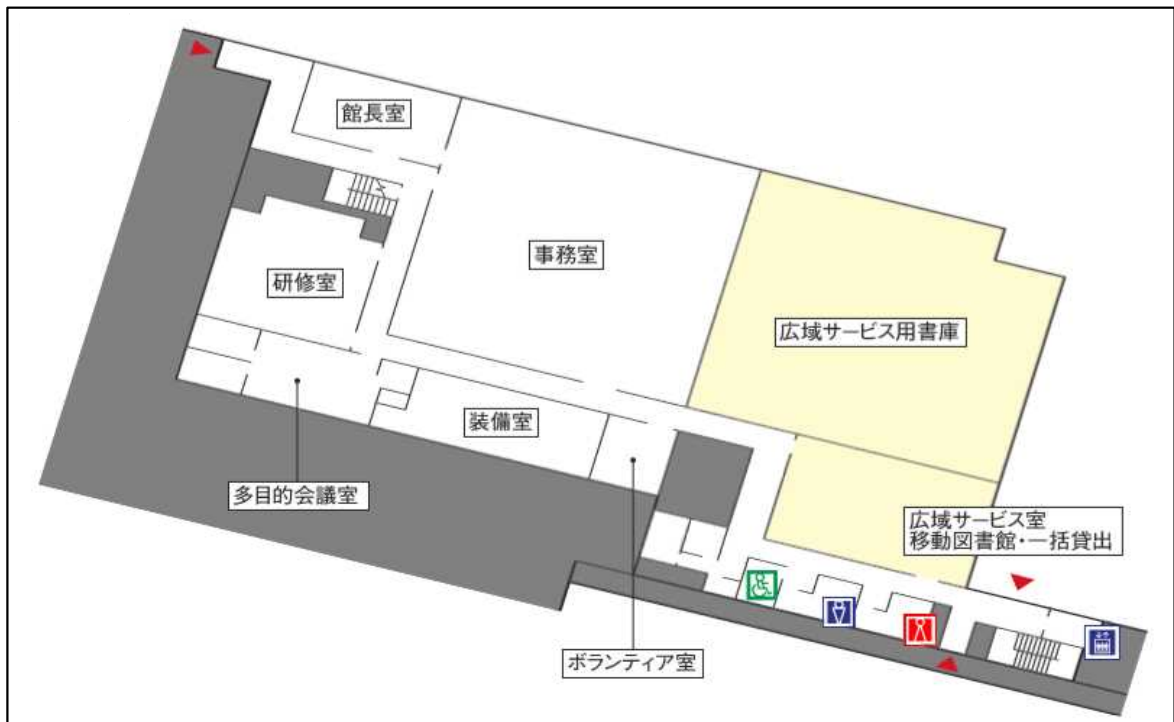 館長室
事務室
研修室
広域サービス用書庫
装備室
多目的会議室
広域サービス室
移動図書館・一括貸出
ボランティア室